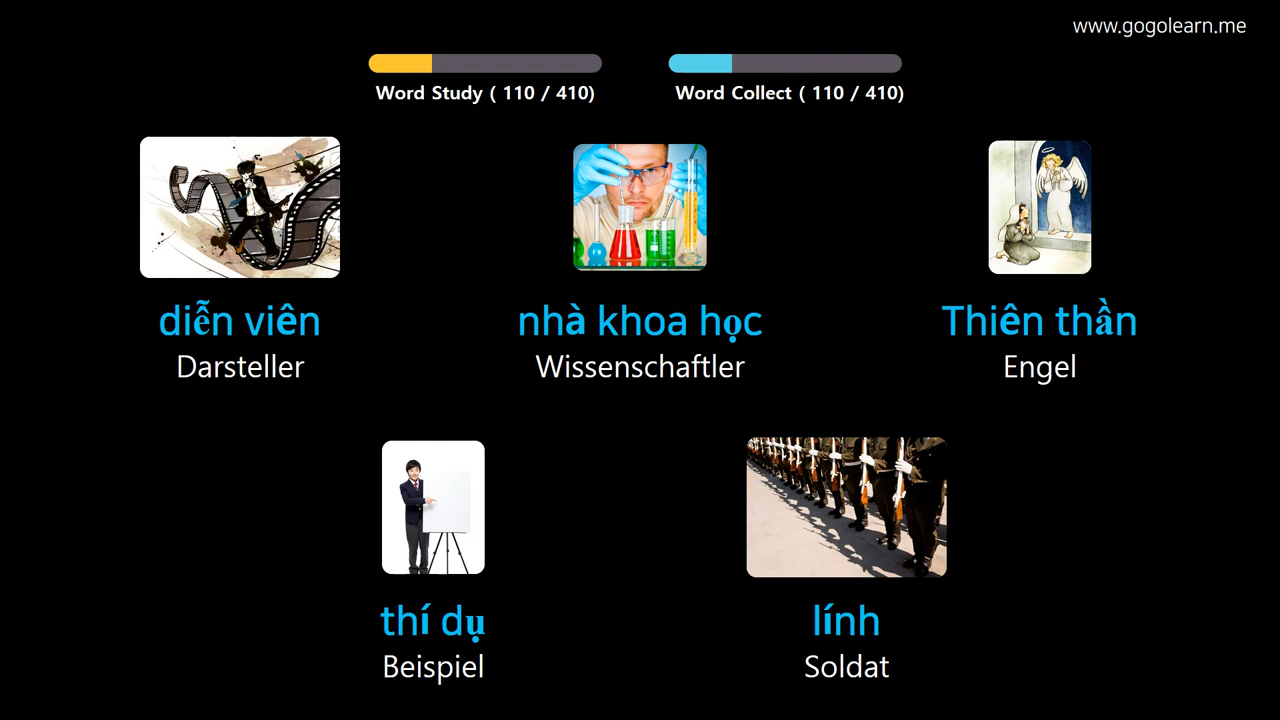 www.gogolearn.me
Word Study ( 110 / 410)
Word Collect ( 110 / 410)
diễn viên
Darsteller
nhà khoa học
Wissenschaftler
Thiên thần
Engel
thí dụ
Beispiel
lính
Soldat